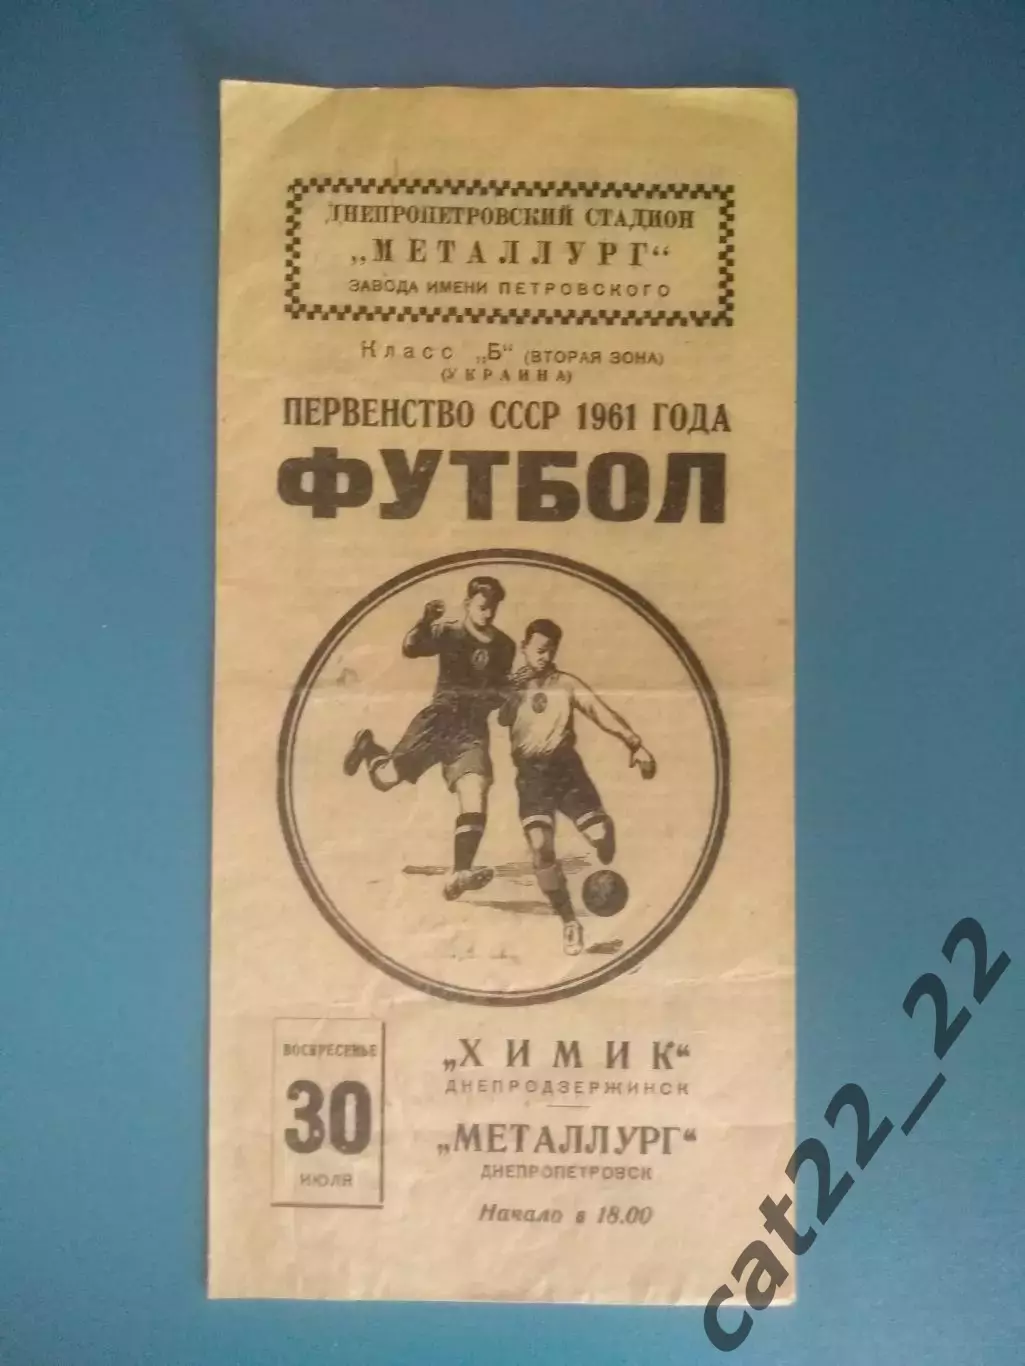 ДНЕПРОПЕТРОВСКИЙ СТАДИОН
„МЕТАЛЛУРГ“
ЗАВОДА ИМЕНИ ПЕТРОВСКОГО
Класс „Б“ (ВТОРАЯ ЗОНА)
(УКРАИНА)
ПЕРВЕНСТВО СССР 1961 ГОДА
ФУТБОЛ
ВОСКРЕСЕНЬЕ
30
ИЮЛЯ
„ХИМИК“
ДНЕПРОДЗЕРЖИНСК
„МЕТАЛЛУРГ“
ДНЕПРОПЕТРОВСК
Начало в 18.00
cat22_22